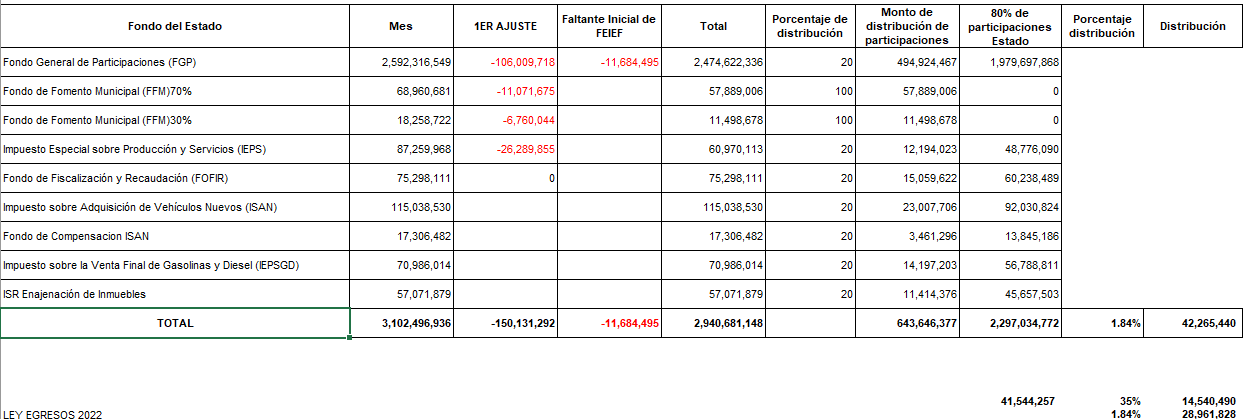 Fondo del Estado Mes 1ER AJUSTE Faltante Inicial de FEIEF Total Porcentaje de distribución Monto de distribución de participaciones 80% de participaciones Estado Porcentaje distribución Distribución
Fondo General de Participaciones (FGP) 2,592,316,549 -106,009,718 -11,684,495 2,474,622,336 20 494,924,467 1,979,697,868
Fondo de Fomento Municipal (FFM)70% 68,960,681 -11,071,675 57,889,006 100 57,889,006 0
Fondo de Fomento Municipal (FFM)30% 18,258,722 -6,760,044 11,498,678 100 11,498,678 0
Impuesto Especial sobre Producción y Servicios (IEPS) 87,259,968 -26,289,855 60,970,113 20 12,194,023 48,776,090
Fondo de Fiscalización y Recaudación (FOFIR) 75,298,111 0 75,298,111 20 15,059,622 60,238,489
Impuesto sobre Adquisición de Vehículos Nuevos (ISAN) 115,038,530 115,038,530 20 23,007,706 92,030,824
Fondo de Compensacion ISAN 17,306,482 17,306,482 20 3,461,296 13,845,186
Impuesto sobre la Venta Final de Gasolinas y Diesel (IEPSGD) 70,986,014 70,986,014 20 14,197,203 56,788,811
ISR Enajenación de Inmuebles 57,071,879 57,071,879 20 11,414,376 45,657,503
TOTAL 3,102,496,936 -150,131,292 -11,684,495 2,940,681,148 643,646,377 2,297,034,772 1.84% 42,265,440
41,544,257 35% 14,540,490
LEY EGRESOS 2022 1.84% 28,961,828